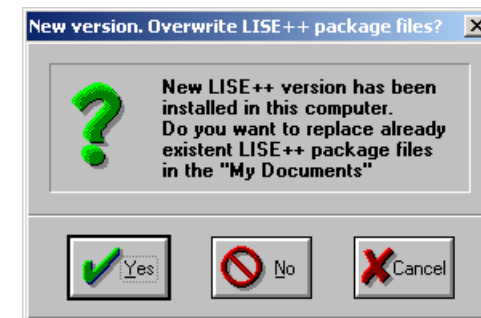 New version. Overwrite LISE++ package files?
New LISE++ version has been
installed in this computer.
Do you want to replace already
existent LISE++ package files
in the "My Documents"
Yes No Cancel